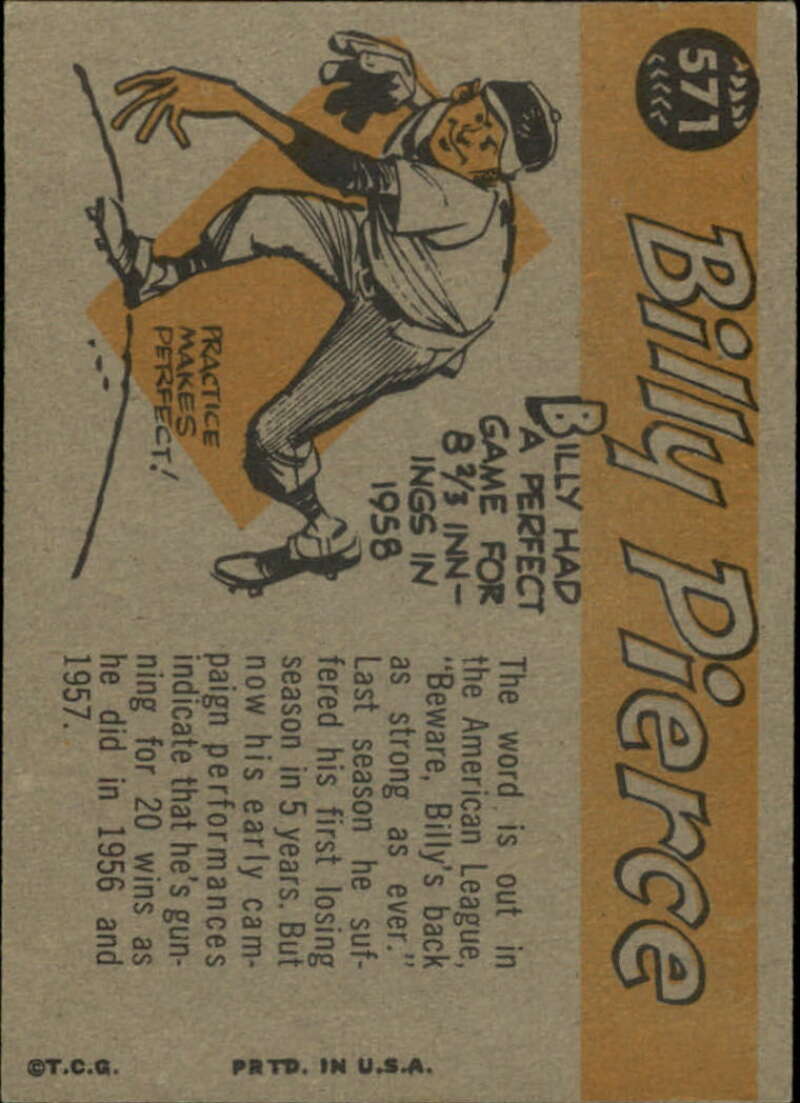 571
Billy Pierce
BILLY HAD
A PERFECT
GAME FOR
8 2/3 INN-
INGS IN
1958
PRACTICE
MAKES
PERFECT!
The word is out in
the American League,
"Beware, Billy's back
as strong as ever."
Last season he suf-
fered his first losing
season in 5 years. But
now his early cam-
paign performances
indicate that he's gun-
ning for 20 wins as
he did in 1956 and
1957.
©T.C.G.
PRTD. IN U.S.A.